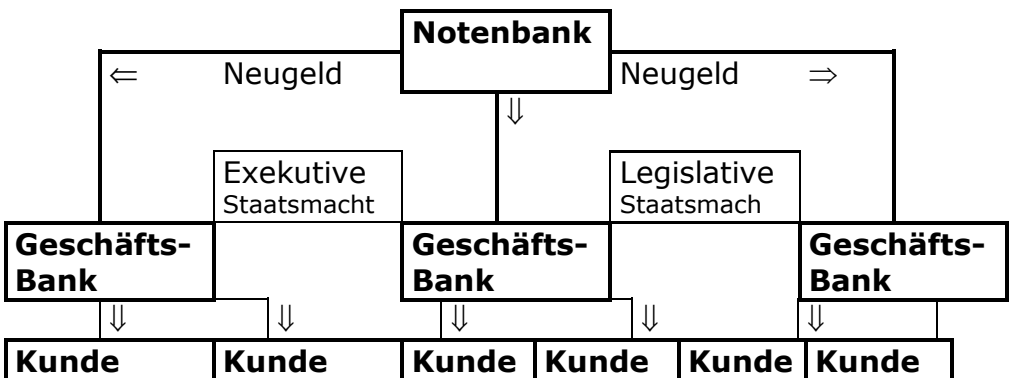 Notenbank
⇐ Neugeld Neugeld ⇒
⇓
Exekutive Legislative
Staatsmacht Staatsmach
Geschäfts- Geschäfts- Geschäfts-
Bank Bank Bank
⇓ ⇓ ⇓ ⇓ ⇓
Kunde Kunde Kunde Kunde Kunde Kunde